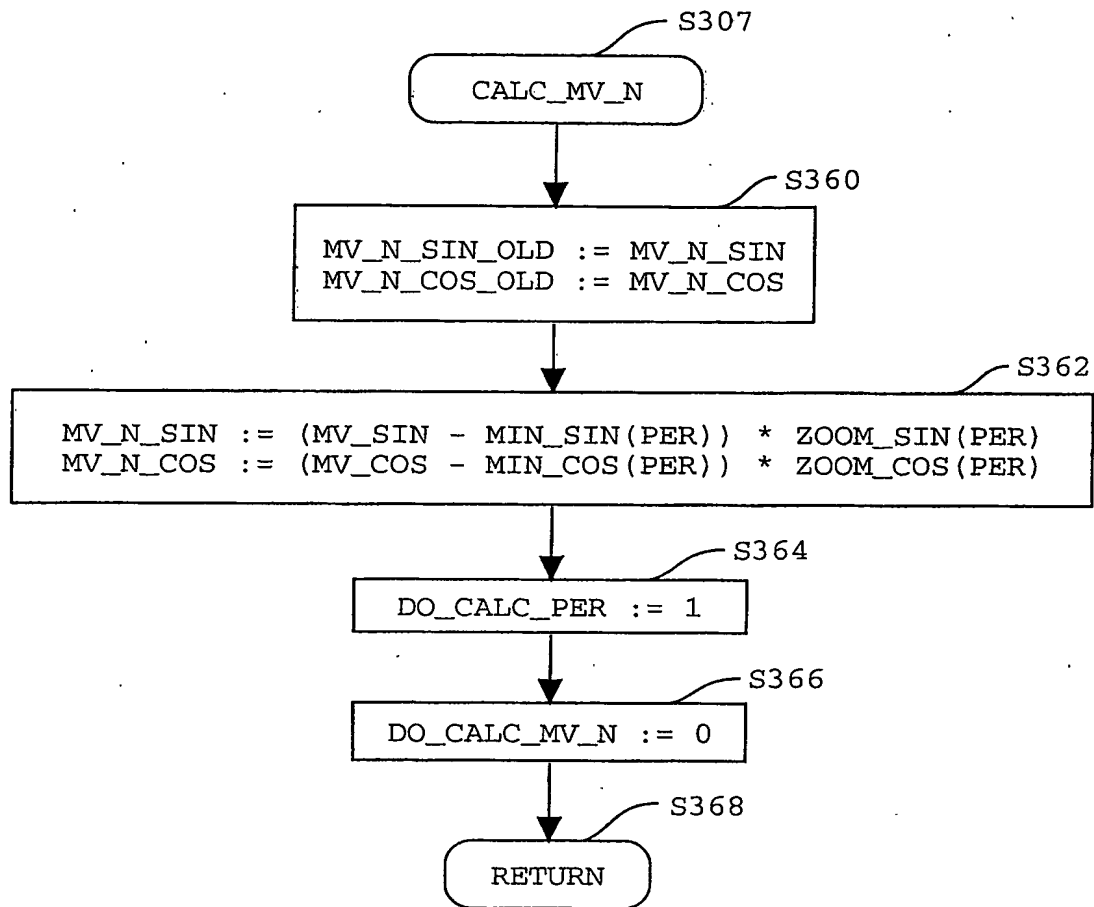 S307
CALC_MV_N
S360
MV_N_SIN_OLD := MV_N_SIN
MV_N_COS_OLD := MV_N_COS
S362
MV_N_SIN := (MV_SIN - MIN_SIN(PER)) * ZOOM_SIN(PER)
MV_N_COS := (MV_COS - MIN_COS(PER)) * ZOOM_COS(PER)
S364
DO_CALC_PER := 1
S366
DO_CALC_MV_N := 0
S368
RETURN